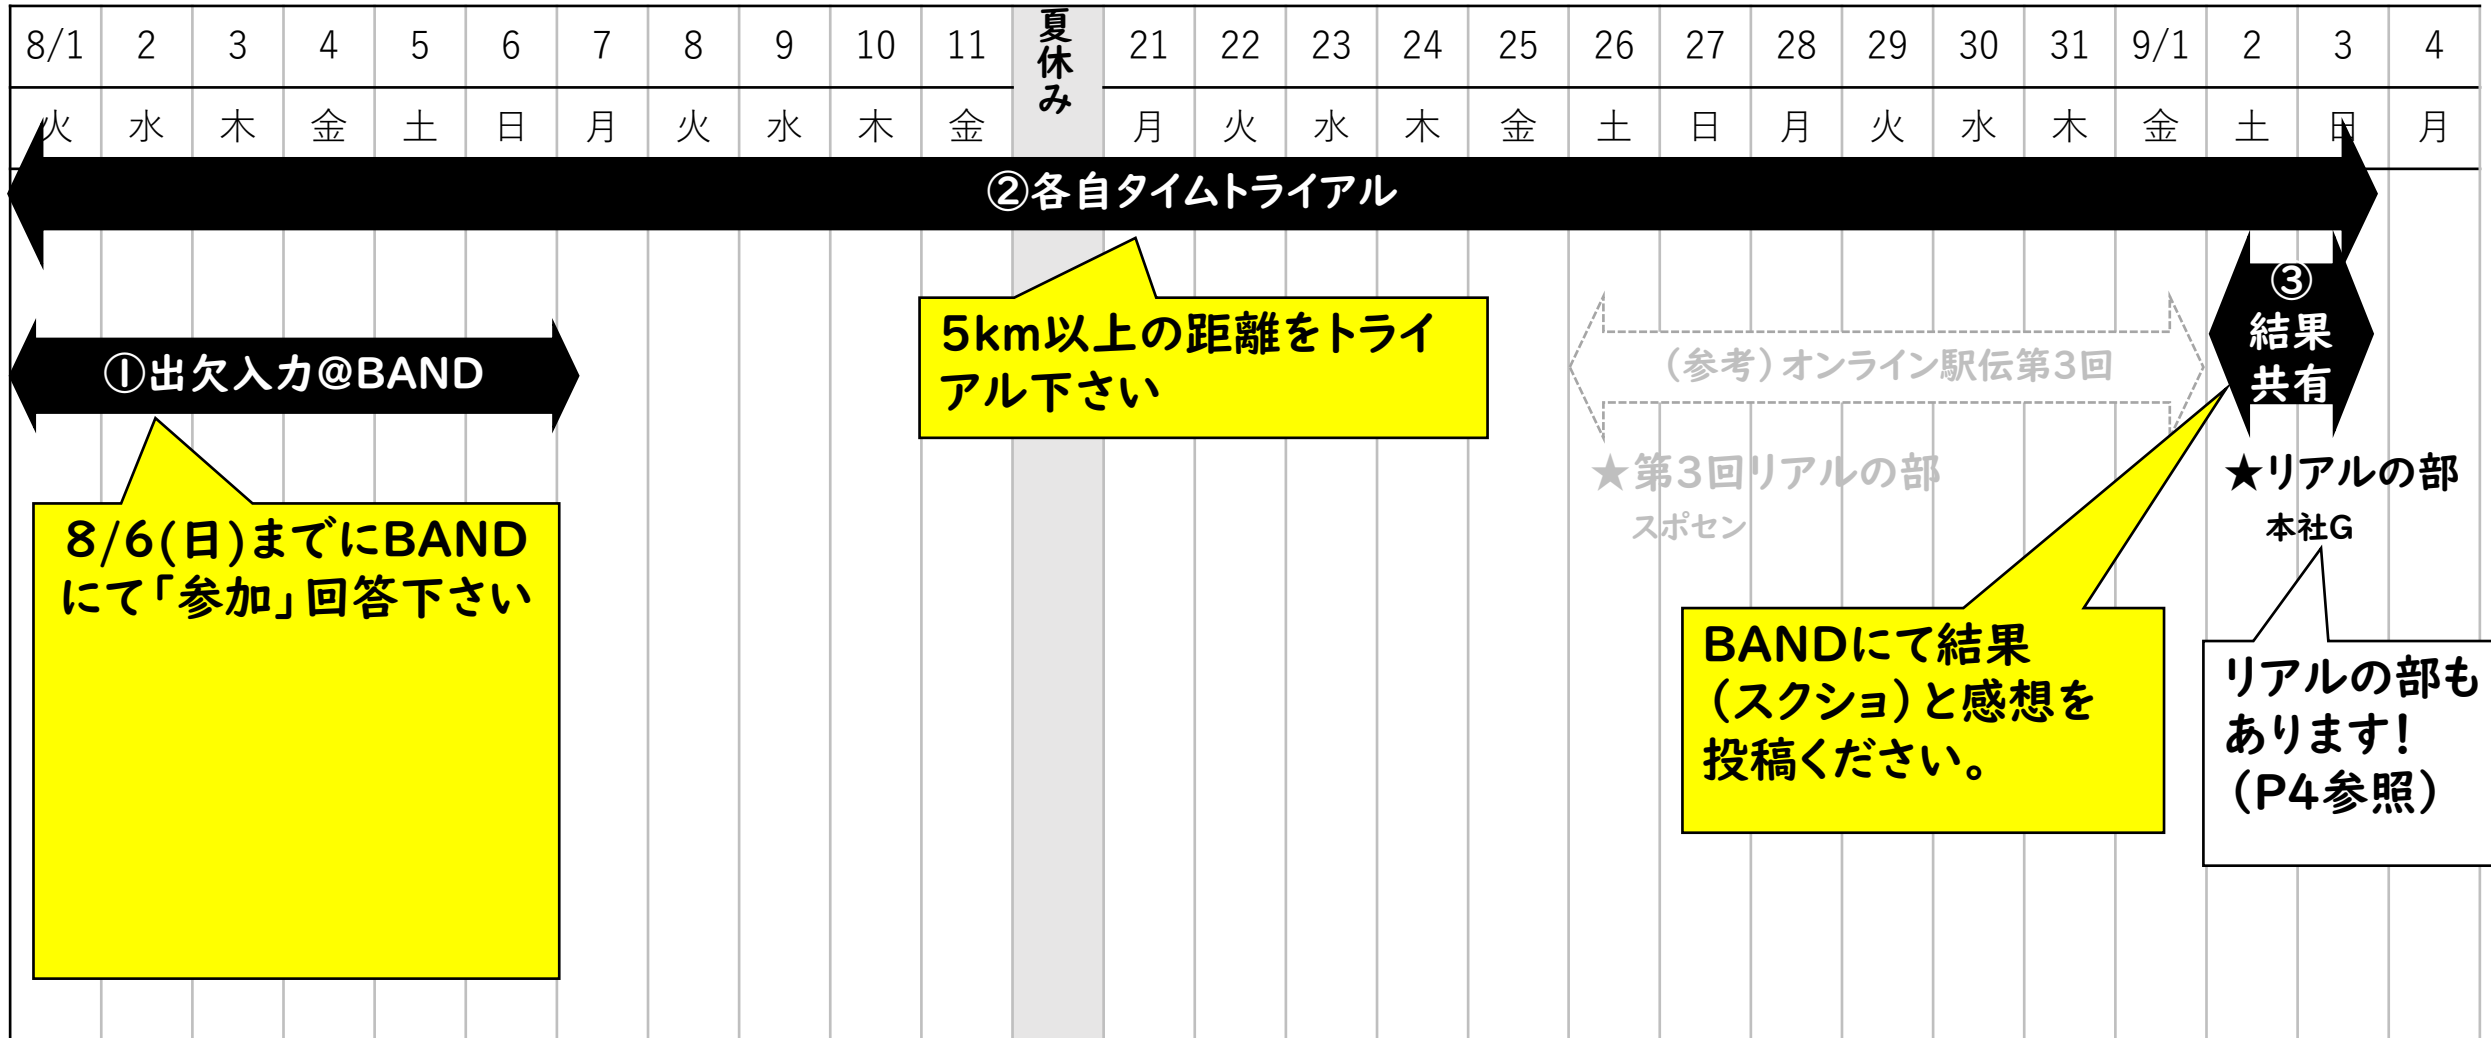 8/1 2 3 4 5 6 7 8 9 10 11 夏休み 21 22 23 24 25 26 27 28 29 30 31 9/1 2 3 4
火 水 木 金 土 日 月 火 水 木 金 月 火 水 木 金 土 日 月 火 水 木 金 土 日 月
②各自タイムトライアル
①出欠入力@BAND
5km以上の距離をトライ
アル下さい
(参考)オンライン駅伝第3回
③
結果
共有
★第3回リアルの部
スポセン
★リアルの部
本社G
8/6(日)までにBAND
にて「参加」回答下さい
BANDにて結果
(スクショ)と感想を
投稿ください。
リアルの部も
あります!
(P4参照)